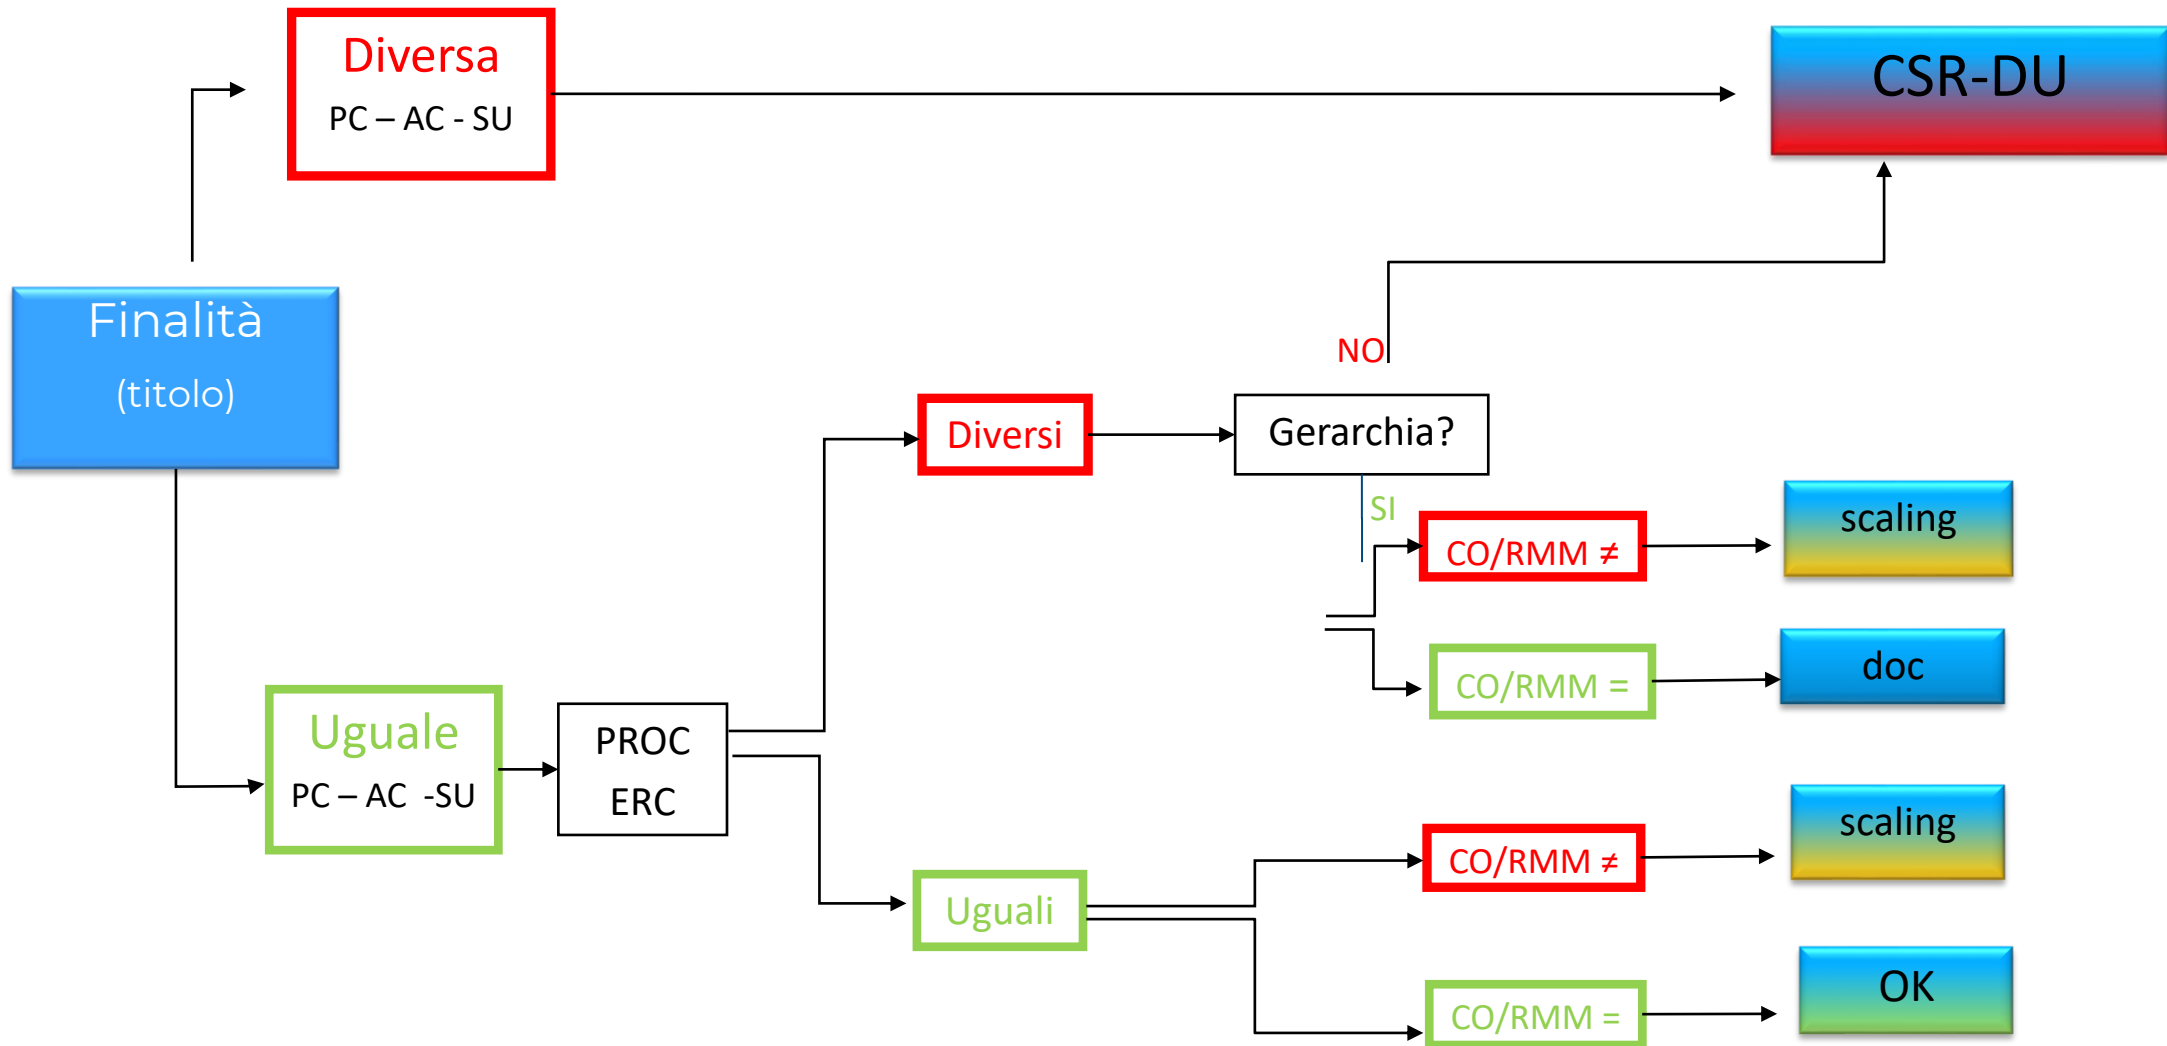 Diversa
PC – AC - SU
CSR-DU
Finalità
(titolo)
NO
Diversi
Gerarchia?
SI
CO/RMM ≠
scaling
CO/RMM =
doc
Uguale
PC – AC -SU
PROC
ERC
CO/RMM ≠
scaling
Uguali
CO/RMM =
OK